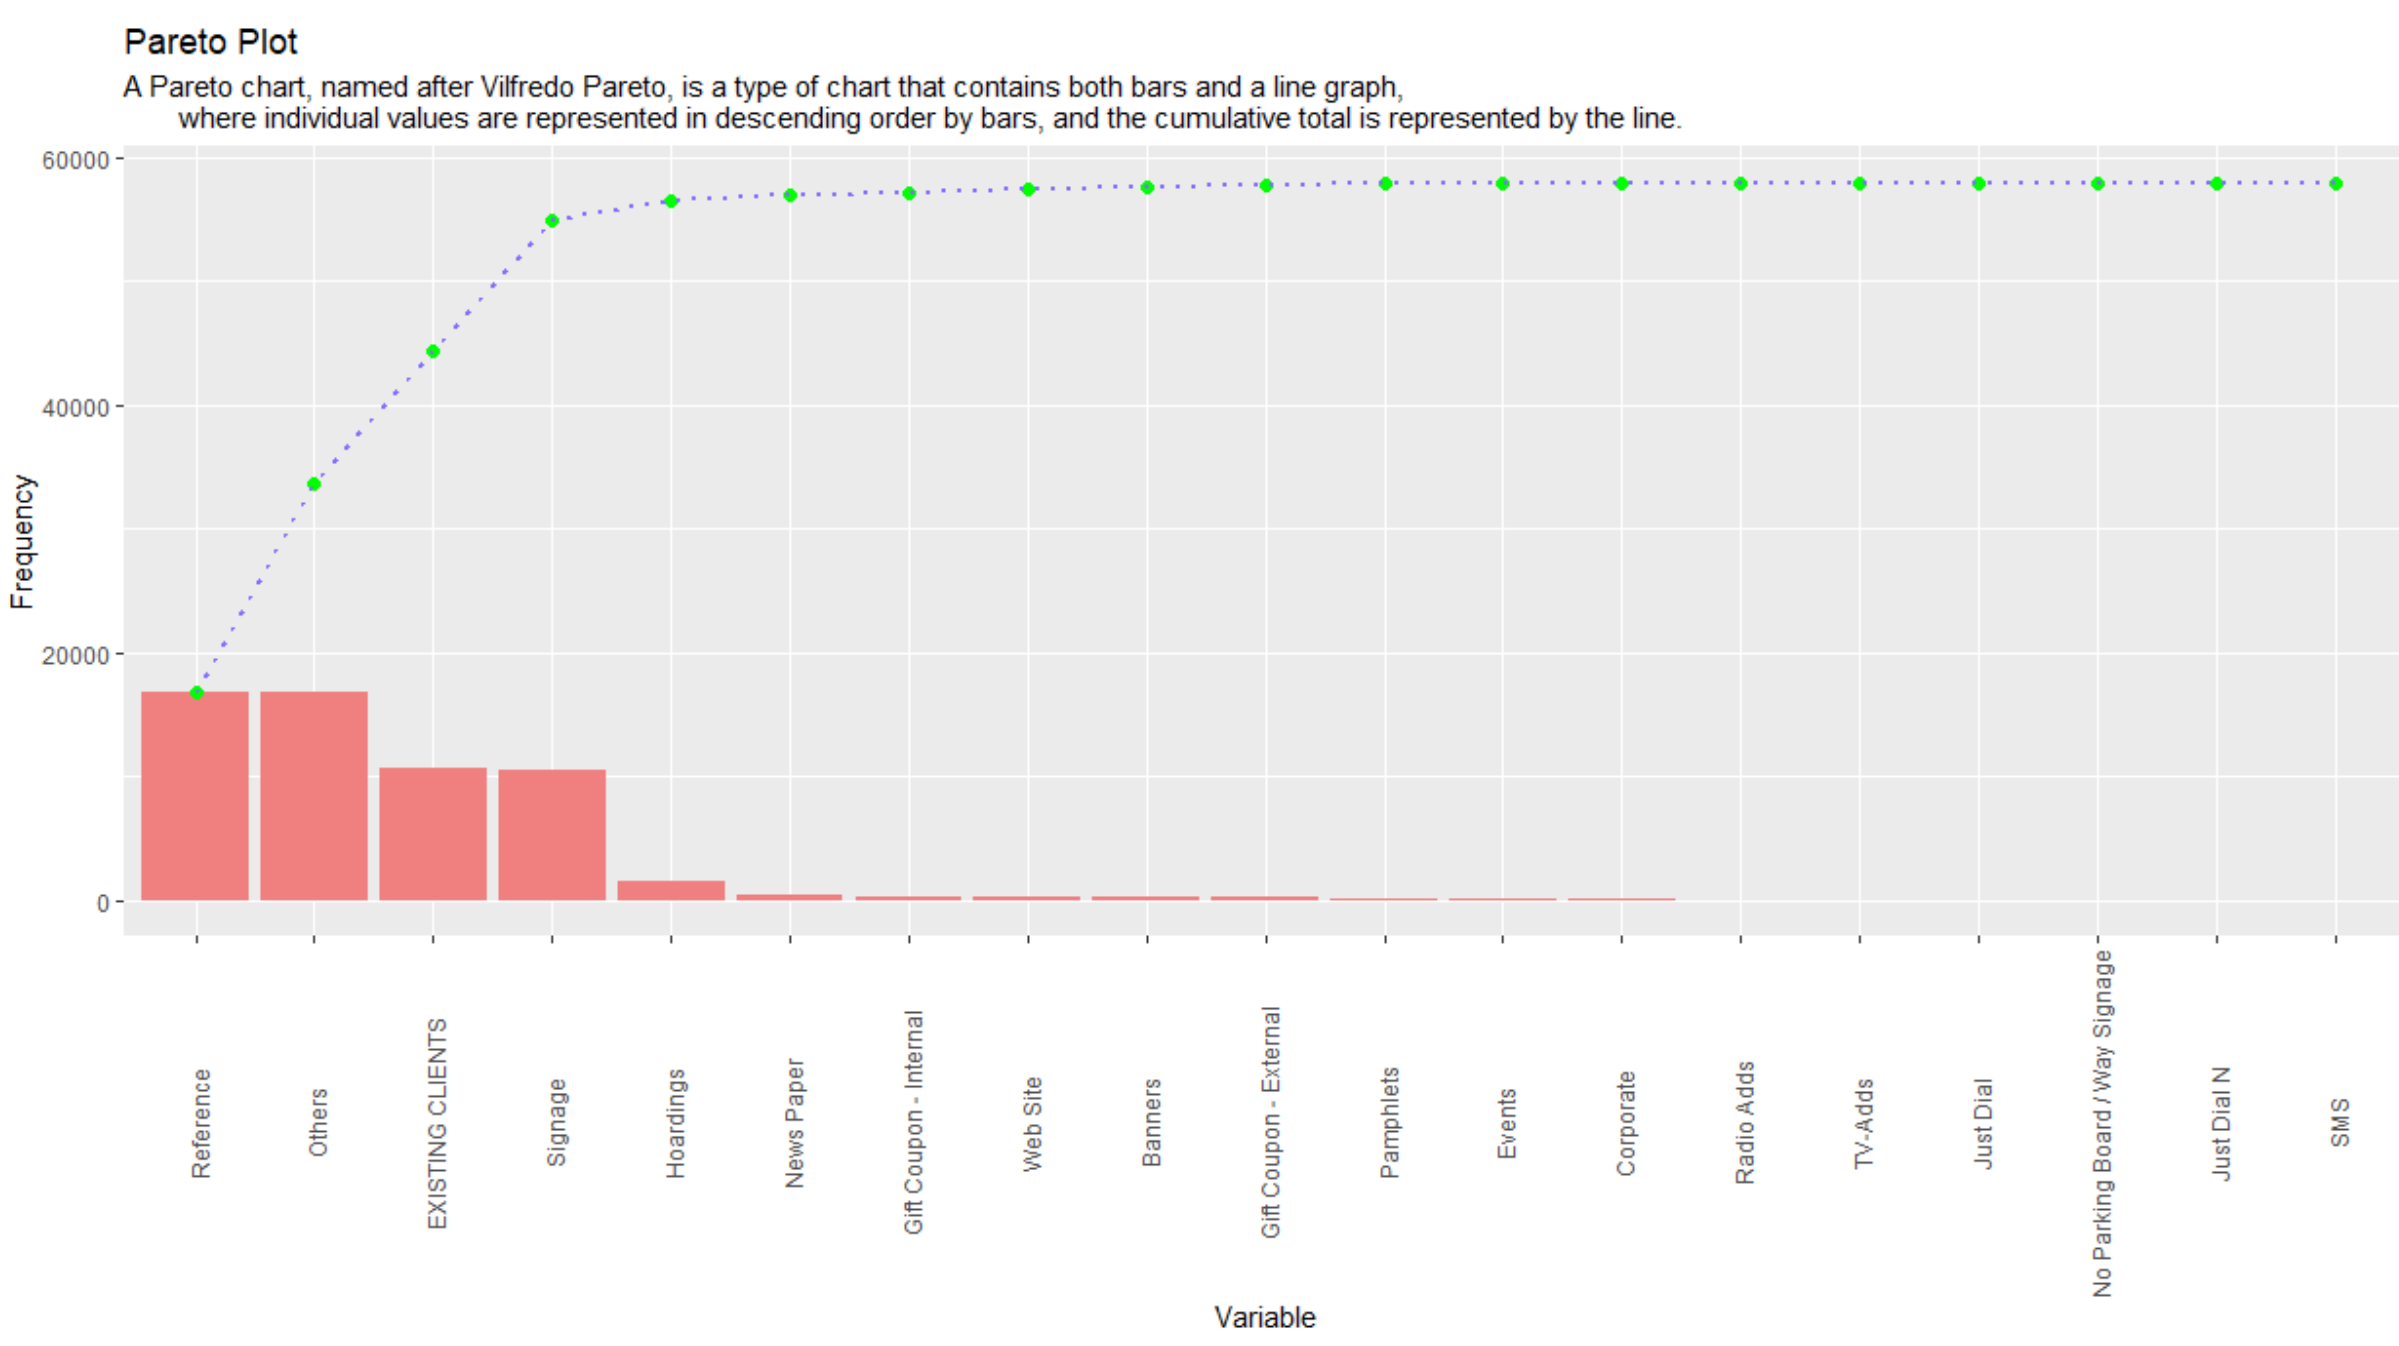 Pareto Plot
A Pareto chart, named after Vilfredo Pareto, is a type of chart that contains both bars and a line graph,
where individual values are represented in descending order by bars, and the cumulative total is represented by the line.
60000
40000
20000
0
Frequency
Reference
Others
EXISTING CLIENTS
Signage
Hoardings
News Paper
Gift Coupon - Internal
Web Site
Banners
Gift Coupon - External
Pamphlets
Events
Corporate
Radio Adds
TV-Adds
Just Dial
No Parking Board / Way Signage
Just Dial N
SMS
Variable